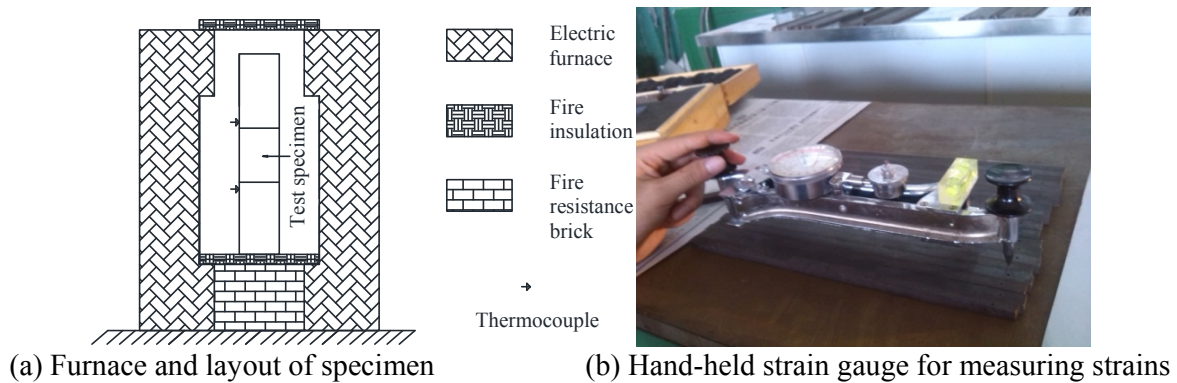 Electric
furnace
Fire
insulation
Fire
resistance
brick
Thermocouple
Test specimen
(a) Furnace and layout of specimen
(b) Hand-held strain gauge for measuring strains